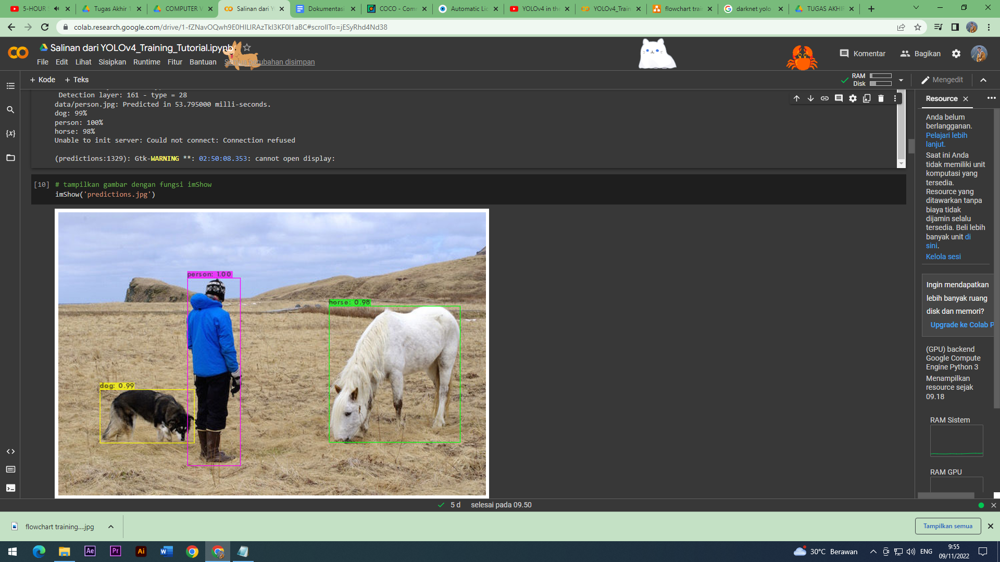 5-HOUR S
Tugas Akhir 1
COMPUTER V
Salinan dari Y
Dokumentasi
COCO - Com
Automatic Lic
YOLOv4 in the
YOLOv4_Train
flowchart trai
darknet yolo
TUGAS AKHIR
colab.research.google.com/drive/1-fZNavOQwh9E0HILIRAzTkI3KF0I1aBC#scrollTo=jESyRhd4Nd38
Salinan dari YOLOv4_Training_Tutorial.ipynb
File Edit Lihat Sisipkan Runtime Fitur Bantuan Semua perubahan disimpan
Komentar Bagikan
+ Kode + Teks
RAM
Disk
Mengedit
Detection layer: 161 - type = 28
data/person.jpg: Predicted in 53.795000 milli-seconds.
dog: 99%
person: 100%
horse: 98%
Unable to init server: Could not connect: Connection refused
(predictions:1329): Gtk-WARNING **: 02:50:08.353: cannot open display:
[10] # tampilkan gambar dengan fungsi imShow
imShow('predictions.jpg')
person: 1.00
horse: 0.98
dog: 0.99
Resource
Anda belum
berlangganan.
Pelajari lebih
lanjut.
Saat ini Anda
tidak memiliki unit
komputasi yang
tersedia.
Resource yang
ditawarkan tanpa
biaya tidak
dijamin selalu
tersedia. Beli lebih
banyak unit di
sini.
Kelola sesi
Ingin mendapatkan
lebih banyak ruang
disk dan memori?
Upgrade ke Colab P
(GPU) backend
Google Compute
Engine Python 3
Menampilkan
resource sejak
09.18
RAM Sistem
RAM GPU
5 d selesai pada 09.50
flowchart training....jpg
Tampilkan semua
Ae Pr Ai
30°C Berawan
ENG
9:55
09/11/2022